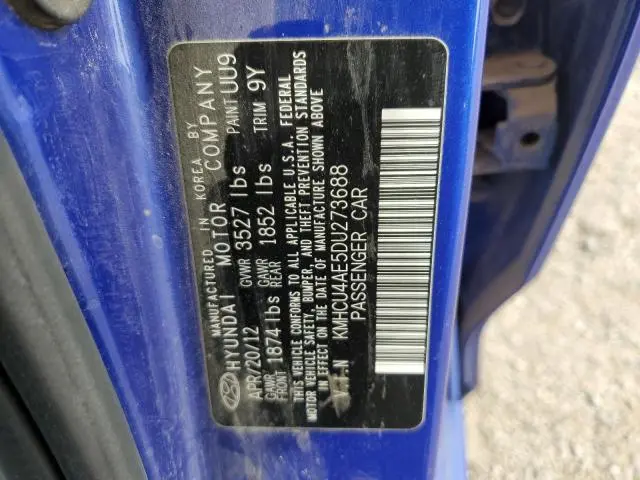 MANUFACTURED IN KOREA BY
HYUNDAI MOTOR COMPANY
APR/20/12 GVWR 3527 lbs PAINT UU9
GAWR FRONT 1874 lbs GAWR REAR 1852 lbs TRIM 9Y
THIS VEHICLE CONFORMS TO ALL APPLICABLE U.S.A. FEDERAL
MOTOR VEHICLE SAFETY, BUMPER, AND THEFT PREVENTION STANDARDS
IN EFFECT ON THE DATE OF MANUFACTURE SHOWN ABOVE
V.I.N KMHCU4AE5DU273688
PASSENGER CAR